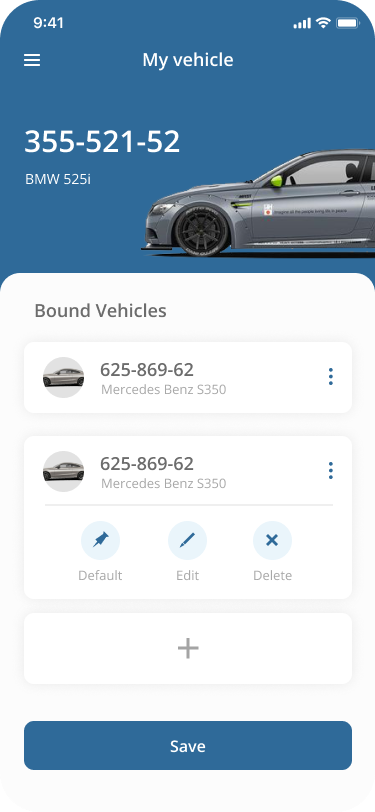 9:41
My vehicle
355-521-52
BMW 525i
Bound Vehicles
625-869-62
Mercedes Benz S350
625-869-62
Mercedes Benz S350
Default Edit Delete
Save